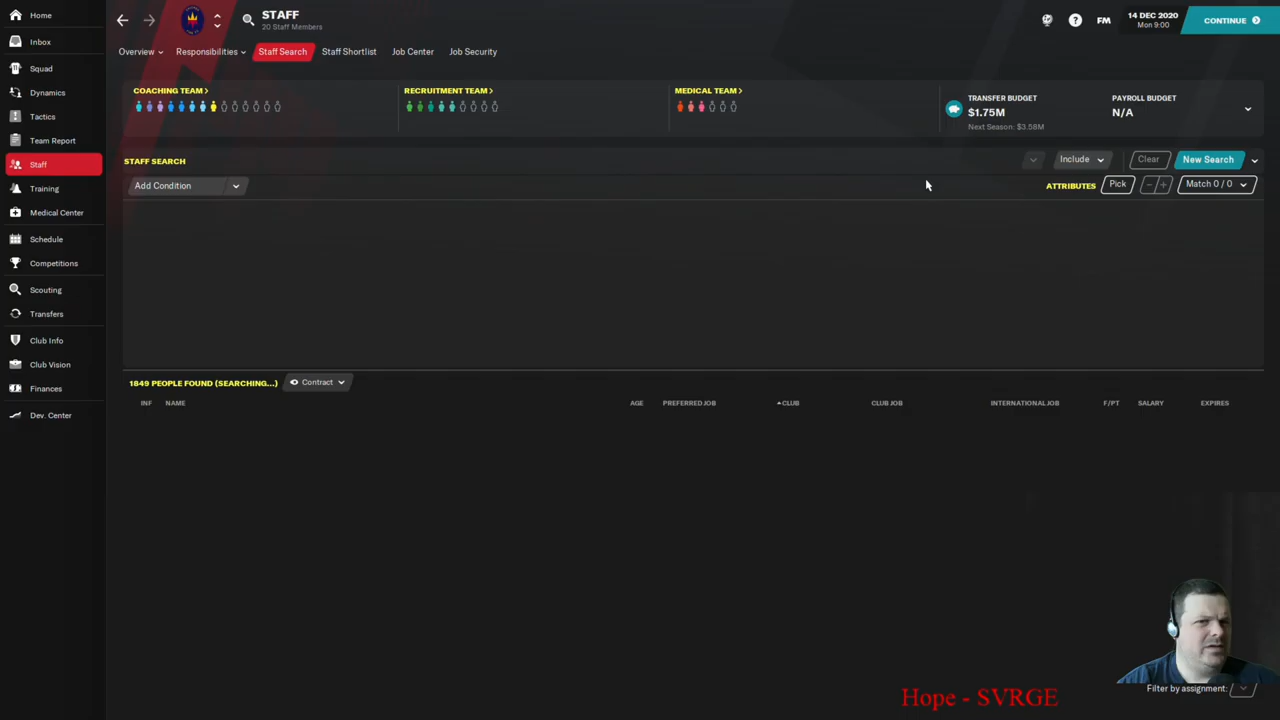 STAFF
20 Staff Members
FM
14 DEC 2020
Mon 9:00
CONTINUE
Home
Inbox
Squad
Dynamics
Tactics
Team Report
Staff
Training
Medical Center
Schedule
Competitions
Scouting
Transfers
Club Info
Club Vision
Finances
Dev. Center
Overview
Responsibilities
Staff Search
Staff Shortlist
Job Center
Job Security
COACHING TEAM >
RECRUITMENT TEAM >
MEDICAL TEAM >
TRANSFER BUDGET
$1.75M
Next Season: $3.58M
PAYROLL BUDGET
N/A
STAFF SEARCH
Include
Clear
New Search
Add Condition
ATTRIBUTES
Pick
- / +
Match 0 / 0
1849 PEOPLE FOUND (SEARCHING...)
Contract
INF NAME AGE PREFERRED JOB CLUB CLUB JOB INTERNATIONAL JOB F/PT SALARY EXPIRES
Hope - SVRGE
Filter by assignment: